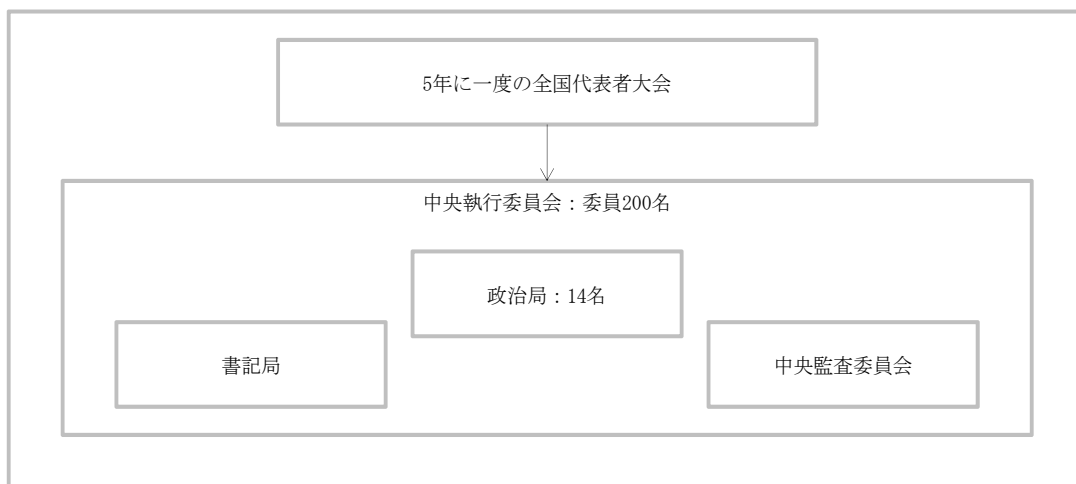 5年に一度の全国代表者大会
中央執行委員会：委員200名
政治局：14名
書記局
中央監査委員会